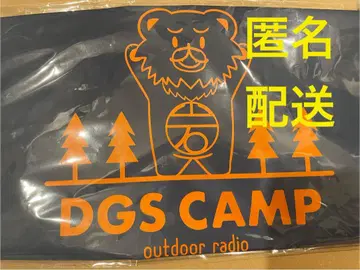 匿名
配送
DGS CAMP
outdoor radio